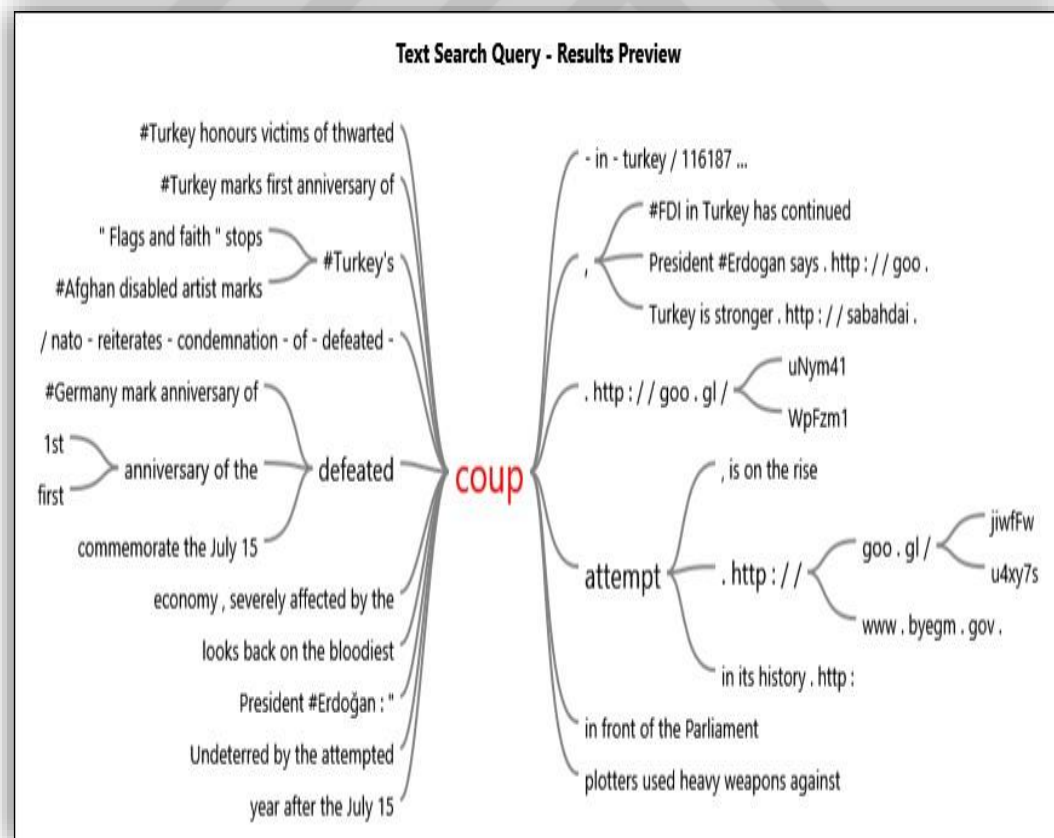 Text Search Query - Results Preview
#Turkey honours victims of thwarted
#Turkey marks first anniversary of
" Flags and faith " stops
#Afghan disabled artist marks
#Turkey's
/ nato - reiterates - condemnation - of - defeated -
#Germany mark anniversary of
1st
first
anniversary of the
commemorate the July 15
defeated
economy , severely affected by the
looks back on the bloodiest
President #Erdoğan : "
Undeterred by the attempted
year after the July 15
coup
- in - turkey / 116187 ...
,
#FDI in Turkey has continued
President #Erdogan says . http : / / goo .
Turkey is stronger . http : / / sabahdai .
. http : / / goo . gl /
uNym41
WpFzm1
attempt
, is on the rise
. http : / /
goo . gl /
jiwfFw
u4xy7s
www . byegm . gov .
in its history . http :
in front of the Parliament
plotters used heavy weapons against